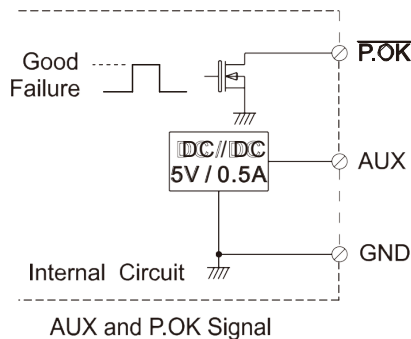 Good
Failure
P.OK
DC//DC
5V / 0.5A
AUX
GND
Internal Circuit
AUX and P.OK Signal